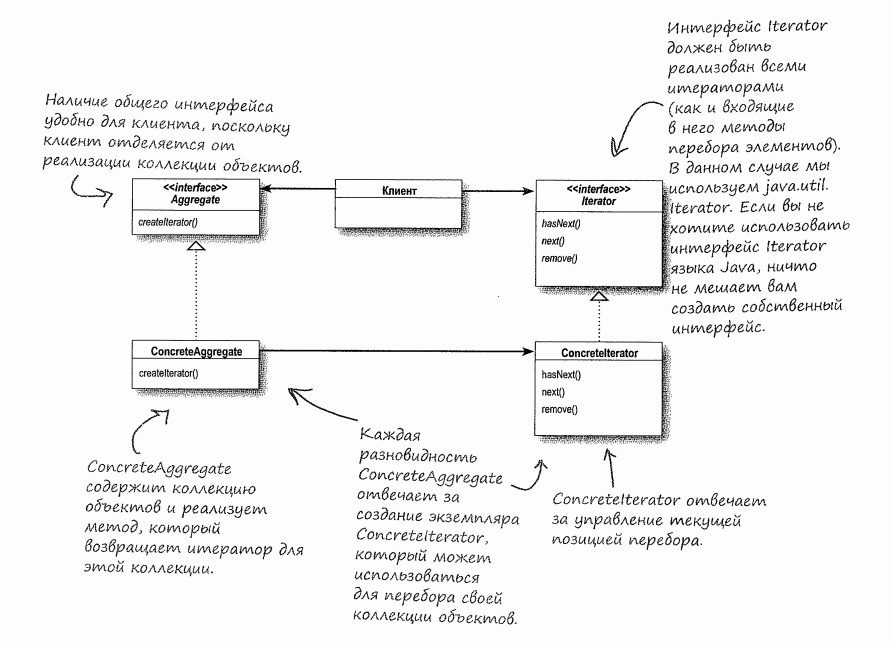 Интерфейс Iterator
должен быть
реализован всеми
итераторами
(как и входящие
в него методы
перебора элементов).
В данном случае мы
используем java.util.
Iterator. Если вы не
хотите использовать
интерфейс Iterator
языка Java, ничто
не мешает вам
создать собственный
интерфейс.
Наличие общего интерфейса
удобно для клиента, поскольку
клиент отделяется от
реализации коллекции объектов.
<<interface>>
Aggregate
createIterator()
Клиент
<<interface>>
Iterator
hasNext()
next()
remove()
ConcreteAggregate
createIterator()
ConcreteIterator
hasNext()
next()
remove()
ConcreteAggregate
содержит коллекцию
объектов и реализует
метод, который
возвращает итератор для
этой коллекции.
Каждая
разновидность
ConcreteAggregate
отвечает за
создание экземпляра
ConcreteIterator,
который может
использоваться
для перебора своей
коллекции объектов.
ConcreteIterator отвечает
за управление текущей
позицией перебора.